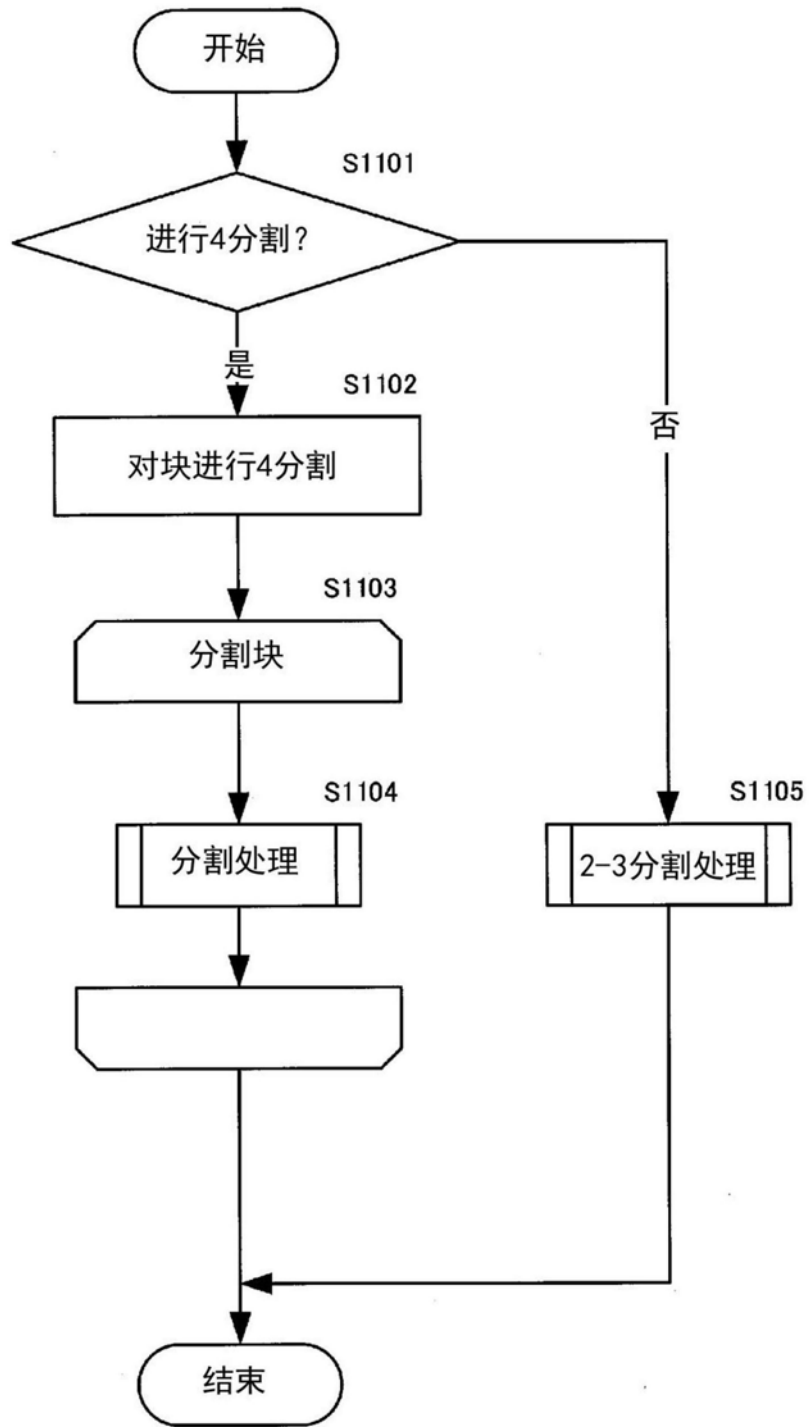 开始
S1101
进行4分割？
是
S1102
否
对块进行4分割
S1103
分割块
S1104
S1105
分割处理
2-3分割处理
结束